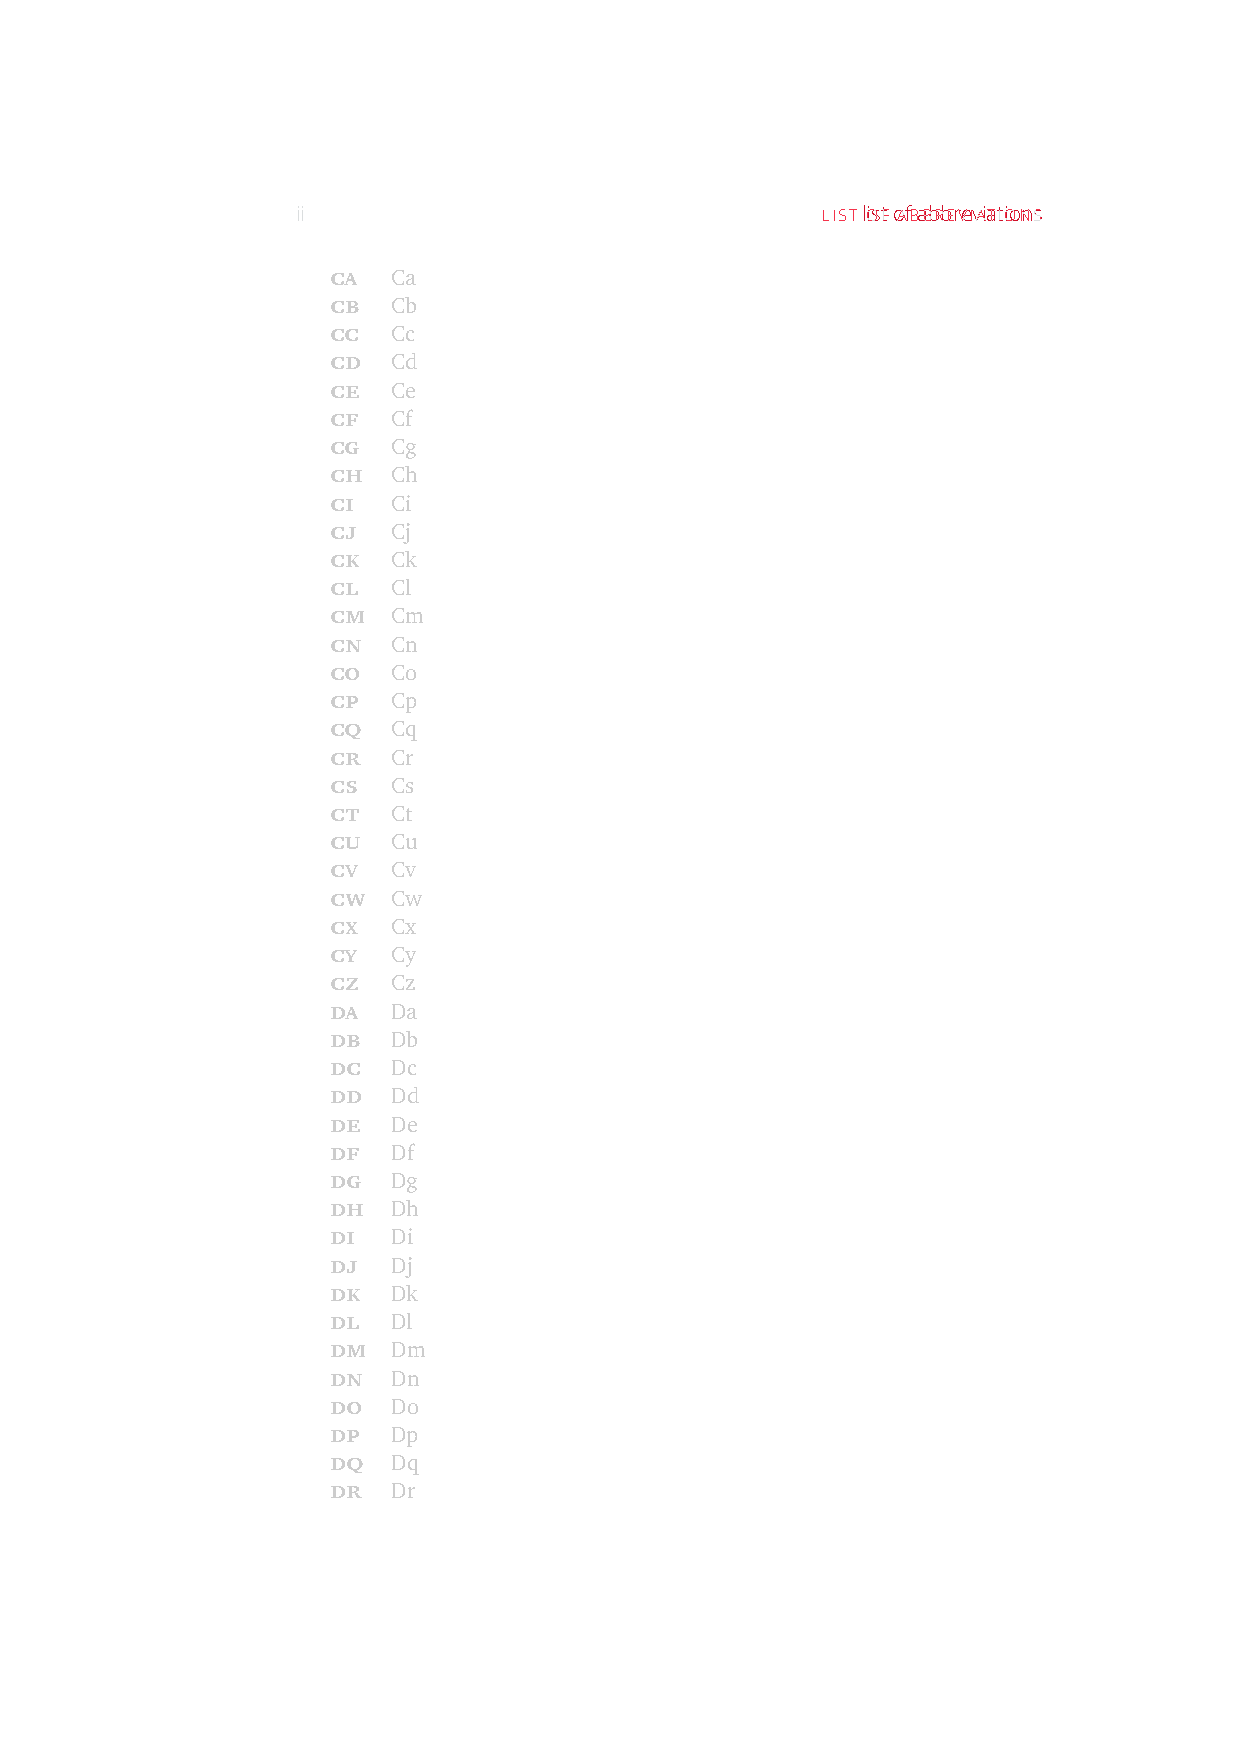 ii LIST list of abbreviations
CA Ca
CB Cb
CC Cc
CD Cd
CE Ce
CF Cf
CG Cg
CH Ch
CI Ci
CJ Cj
CK Ck
CL Cl
CM Cm
CN Cn
CO Co
CP Cp
CQ Cq
CR Cr
CS Cs
CT Ct
CU Cu
CV Cv
CW Cw
CX Cx
CY Cy
CZ Cz
DA Da
DB Db
DC Dc
DD Dd
DE De
DF Df
DG Dg
DH Dh
DI Di
DJ Dj
DK Dk
DL Dl
DM Dm
DN Dn
DO Do
DP Dp
DQ Dq
DR Dr